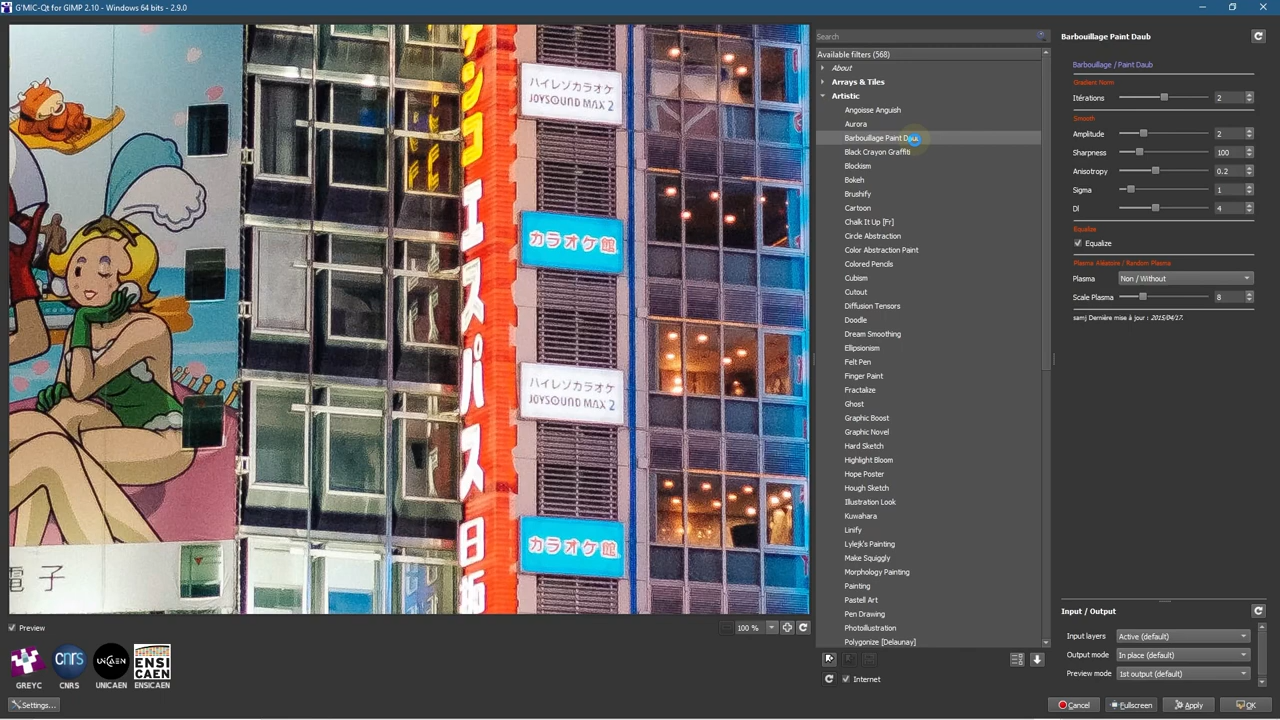 G'MIC-Qt for GIMP 2.10 - Windows 64 bits - 2.9.0
ハイレゾカラオケ
JOYSOUND MAX 2
カラオケ館
ハイレゾカラオケ
JOYSOUND MAX 2
カラオケ館
エスパス日拓
電子
Preview
100 %
GREYC
CNRS
UNICAEN
ENSICAEN
Settings...
Search
Available filters (568)
About
Arrays & Tiles
Artistic
Angoisse Anguish
Aurora
Barbouillage Paint Daub
Black Crayon Graffiti
Blockism
Bokeh
Brushify
Cartoon
Chalk It Up [Fr]
Circle Abstraction
Color Abstraction Paint
Colored Pencils
Cubism
Cutout
Diffusion Tensors
Doodle
Dream Smoothing
Ellipsionism
Felt Pen
Finger Paint
Fractalize
Ghost
Graphic Boost
Graphic Novel
Hard Sketch
Highlight Bloom
Hope Poster
Hough Sketch
Illustration Look
Kuwahara
Linify
Lylejk's Painting
Make Squiggly
Morphology Painting
Painting
Pastell Art
Pen Drawing
Photoillustration
Polygonize [Delaunay]
Internet
Barbouillage Paint Daub
Barbouillage / Paint Daub
Gradient Norm
Itérations 2
Smooth
Amplitude 2
Sharpness 100
Anisotropy 0.2
Sigma 1
Dl 4
Equalize
Equalize
Plasma Aléatoire / Random Plasma
Plasma Non / Without
Scale Plasma 8
samj Dernière mise à jour : 2015/04/17.
Input / Output
Input layers Active (default)
Output mode In place (default)
Preview mode 1st output (default)
Cancel
Fullscreen
Apply
OK